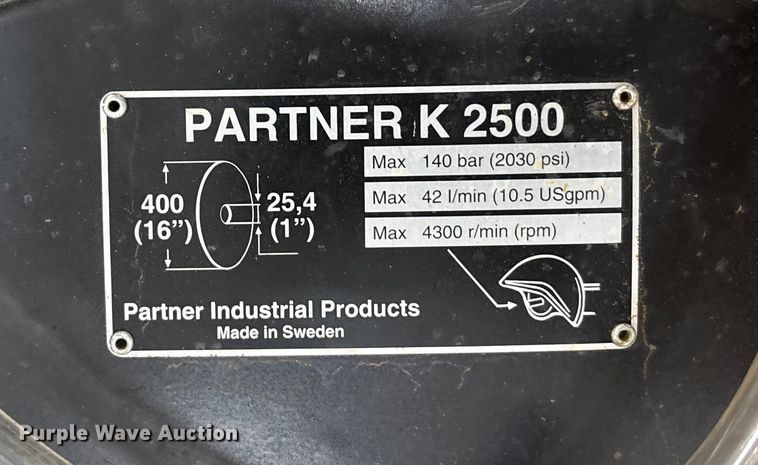 PARTNER K 2500
Max 140 bar (2030 psi)
Max 42 l/min (10.5 USgpm)
Max 4300 r/min (rpm)
400
(16”)
25,4
(1”)
Partner Industrial Products
Made in Sweden
Purple Wave Auction